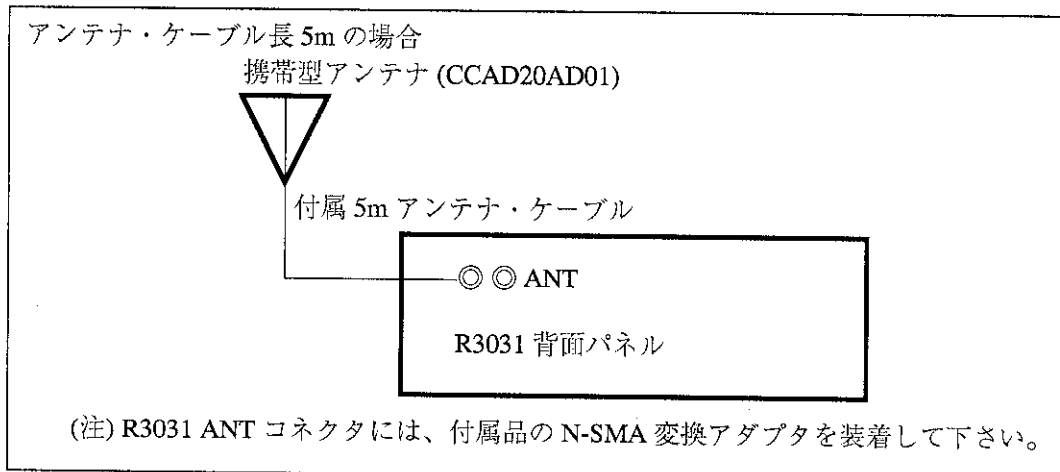 アンテナ・ケーブル長 5m の場合
携帯型アンテナ (CCAD20AD01)
付属 5m アンテナ・ケーブル
◎ ◎ ANT
R3031 背面パネル
(注) R3031 ANT コネクタには、付属品の N-SMA 変換アダプタを装着して下さい。